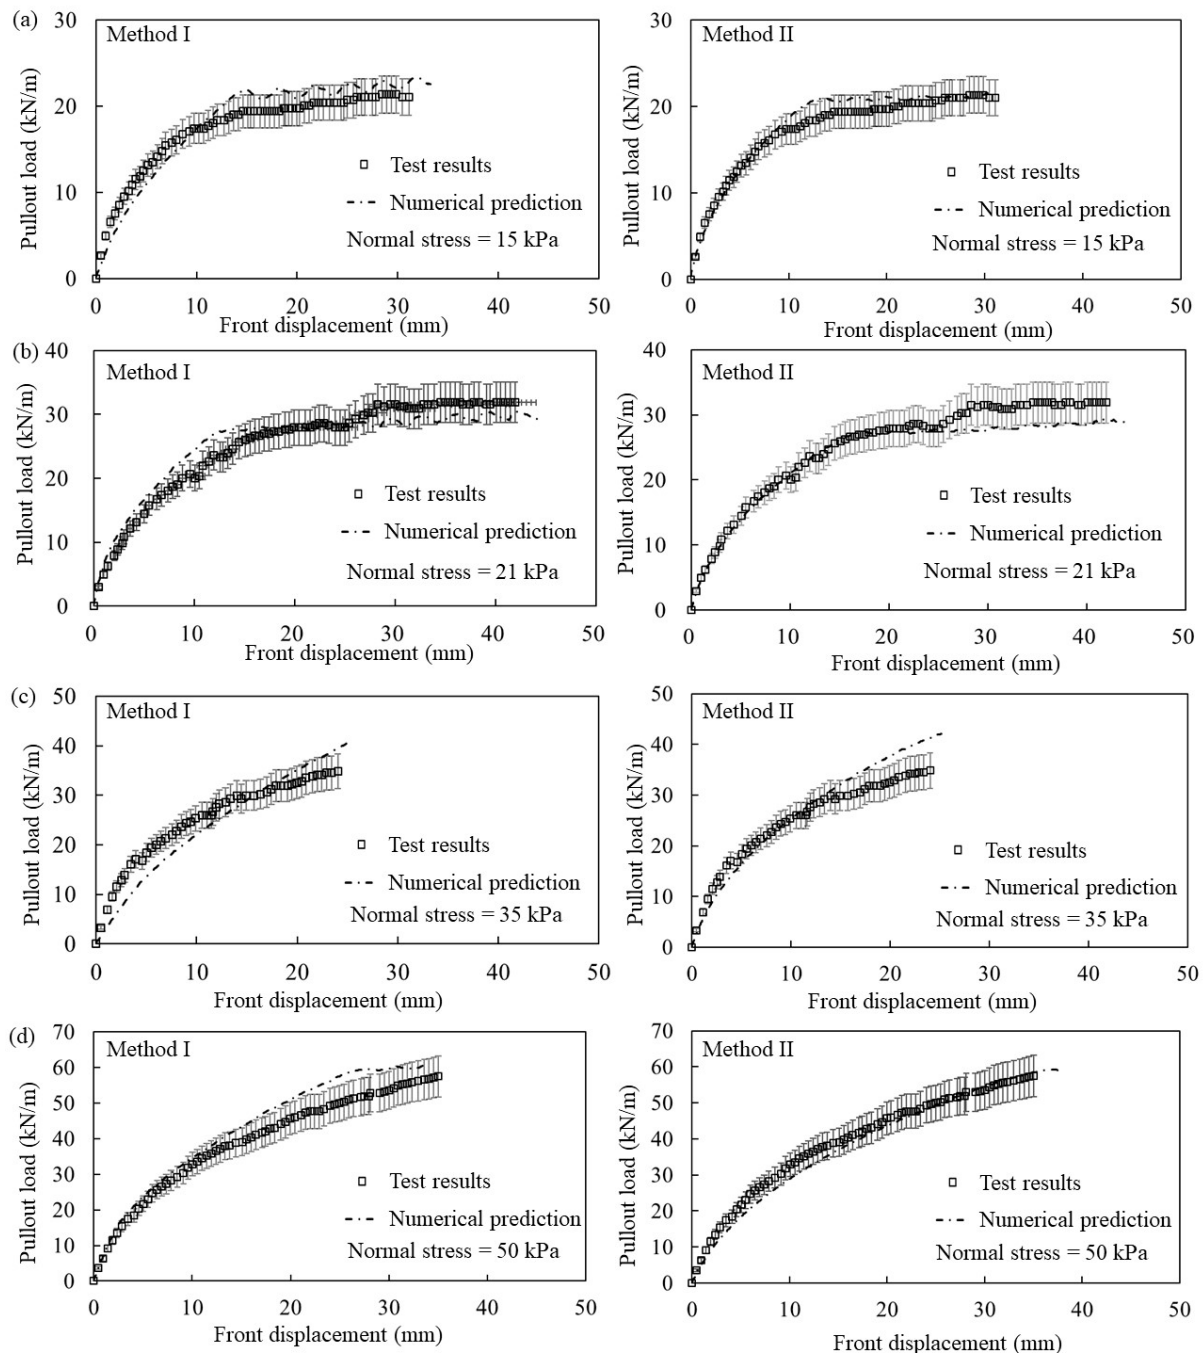 (a)
Method I
Pullout load (kN/m)
30
20
10
0
Test results
Numerical prediction
Normal stress = 15 kPa
0 10 20 30 40 50
Front displacement (mm)
Method II
Pullout load (kN/m)
30
20
10
0
Test results
Numerical prediction
Normal stress = 15 kPa
0 10 20 30 40 50
Front displacement (mm)
(b)
Method I
Pullout load (kN/m)
40
30
20
10
0
Test results
Numerical prediction
Normal stress = 21 kPa
0 10 20 30 40 50
Front displacement (mm)
Method II
Pullout load (kN/m)
40
30
20
10
0
Test results
Numerical prediction
Normal stress = 21 kPa
0 10 20 30 40 50
Front displacement (mm)
(c)
Method I
Pullout load (kN/m)
50
40
30
20
10
0
Test results
Numerical prediction
Normal stress = 35 kPa
0 10 20 30 40 50
Front displacement (mm)
Method II
Pullout load (kN/m)
50
40
30
20
10
0
Test results
Numerical prediction
Normal stress = 35 kPa
0 10 20 30 40 50
Front displacement (mm)
(d)
Method I
Pullout load (kN/m)
70
60
50
40
30
20
10
0
Test results
Numerical prediction
Normal stress = 50 kPa
0 10 20 30 40 50
Front displacement (mm)
Method II
Pullout load (kN/m)
70
60
50
40
30
20
10
0
Test results
Numerical prediction
Normal stress = 50 kPa
0 10 20 30 40 50
Front displacement (mm)